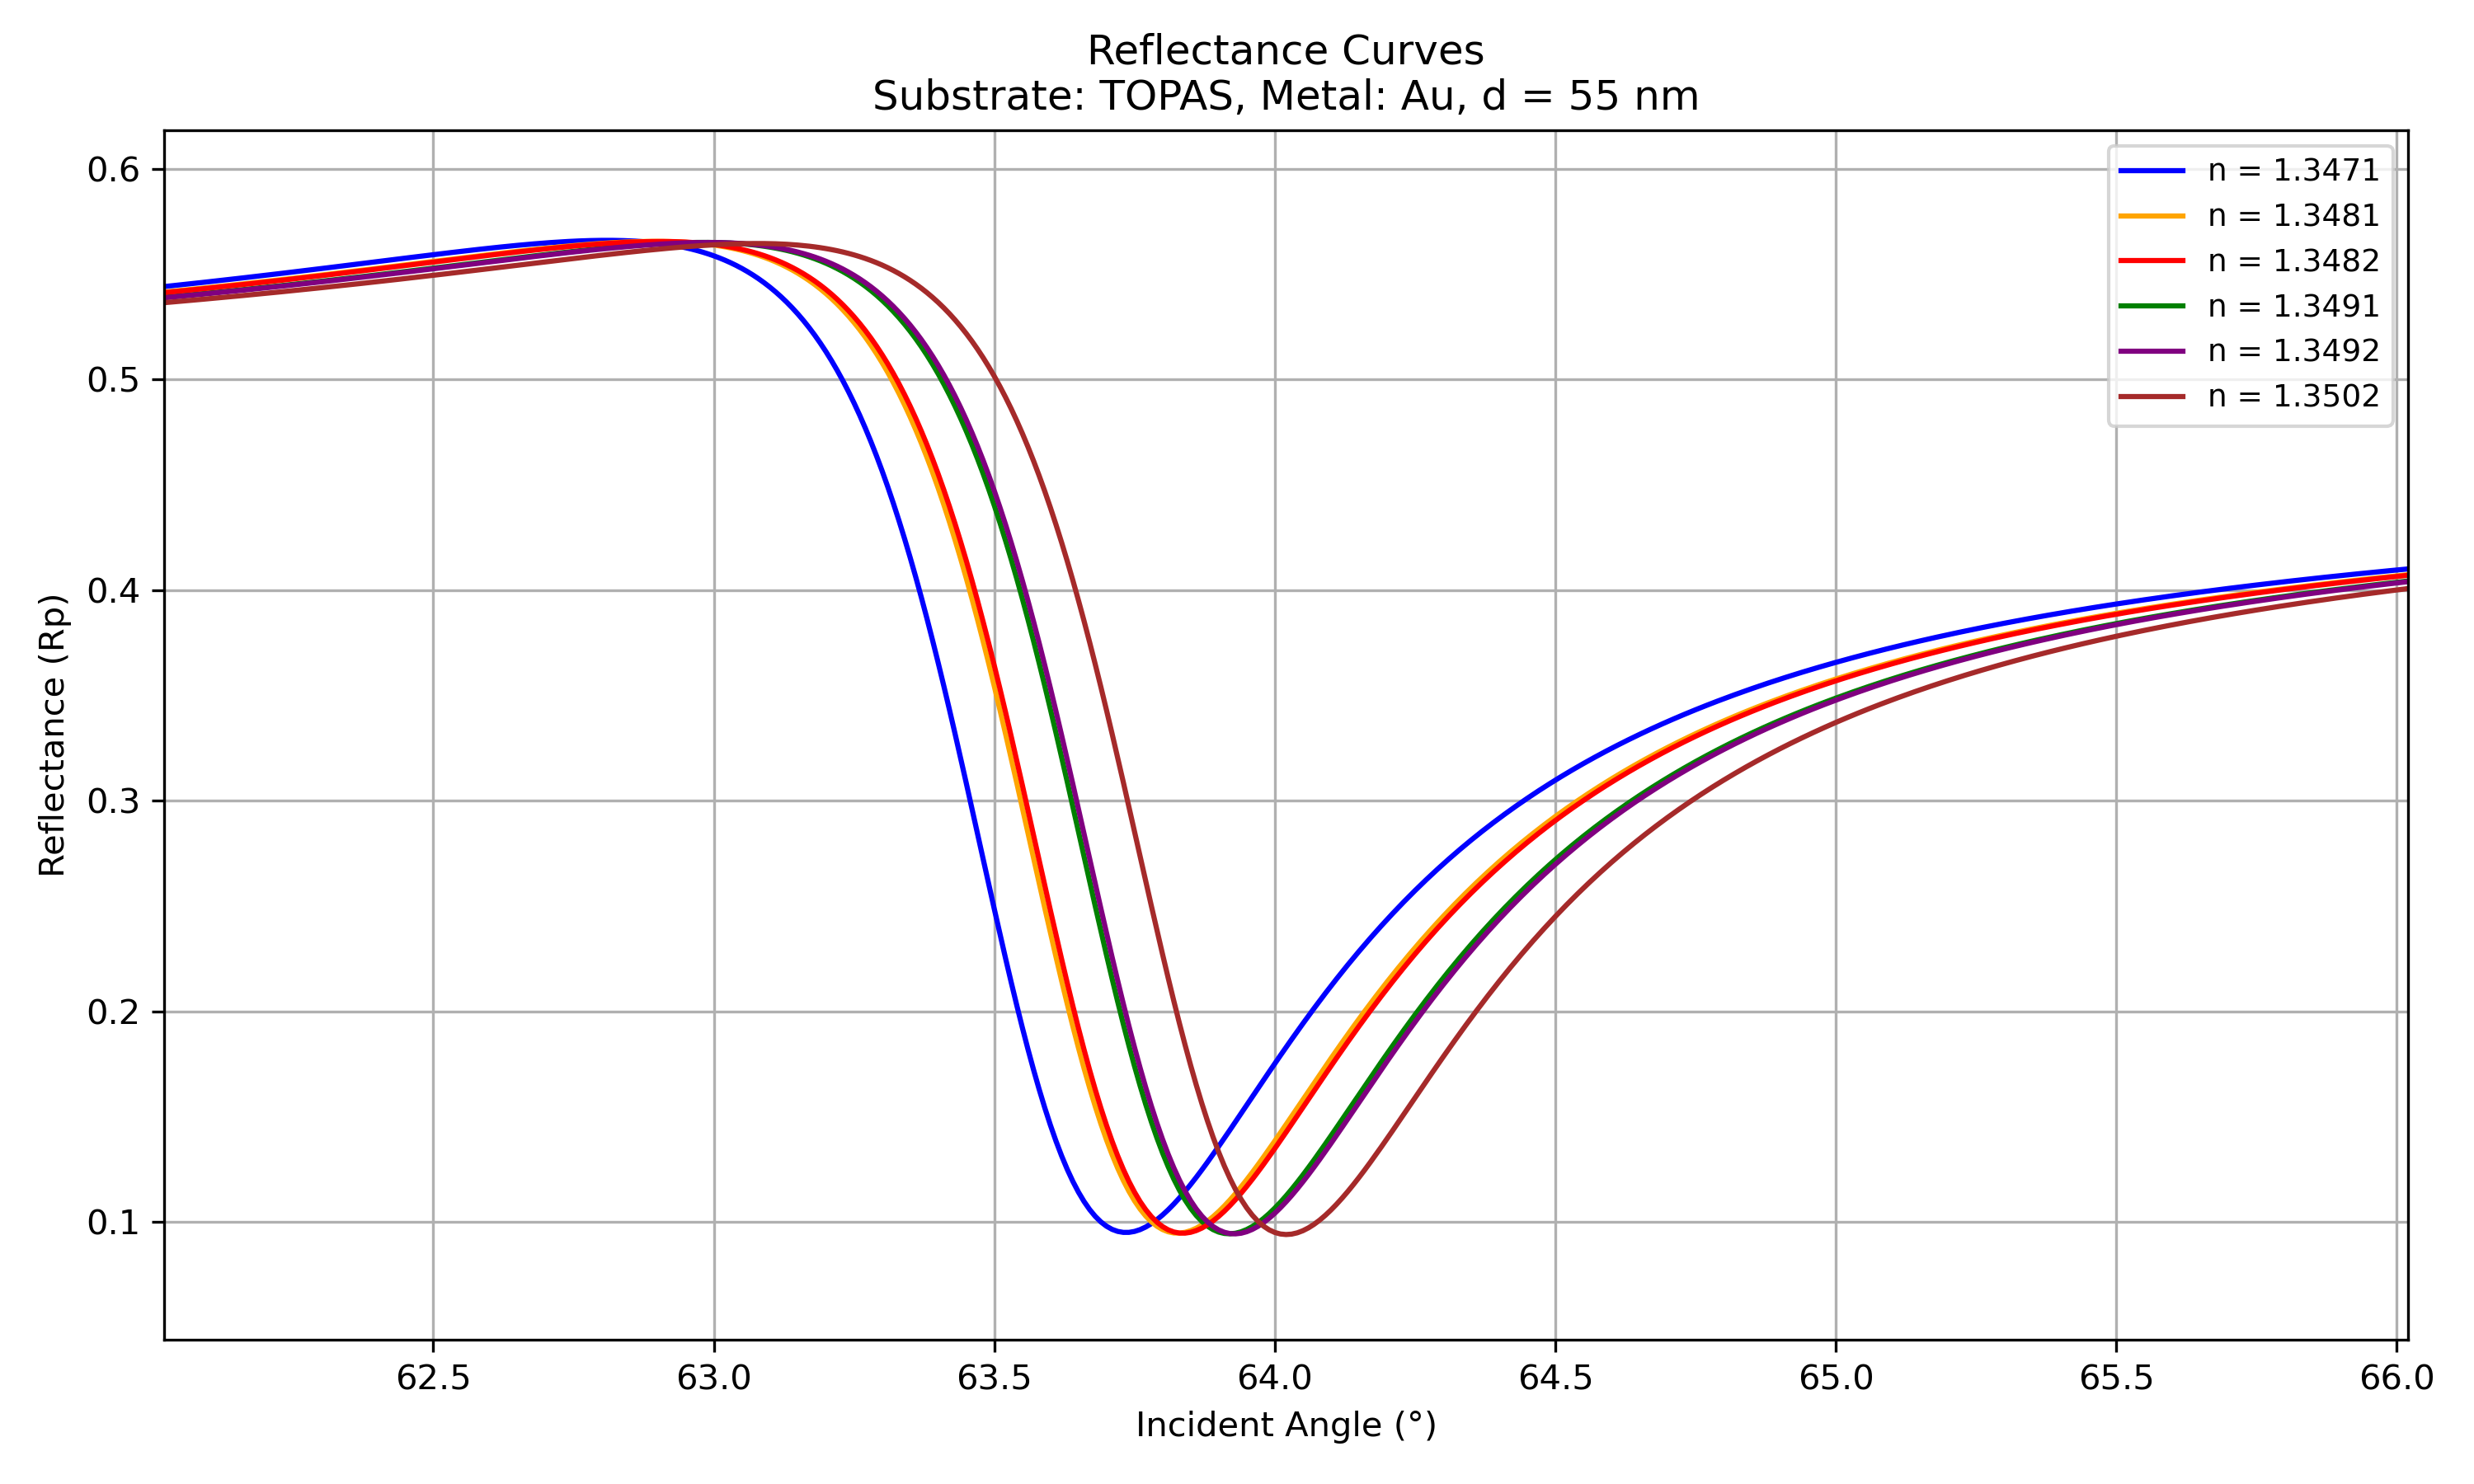 Reflectance Curves
Substrate: TOPAS, Metal: Au, d = 55 nm
Reflectance (Rp)
0.6
0.5
0.4
0.3
0.2
0.1
n = 1.3471
n = 1.3481
n = 1.3482
n = 1.3491
n = 1.3492
n = 1.3502
62.5 63.0 63.5 64.0 64.5 65.0 65.5 66.0
Incident Angle (°)